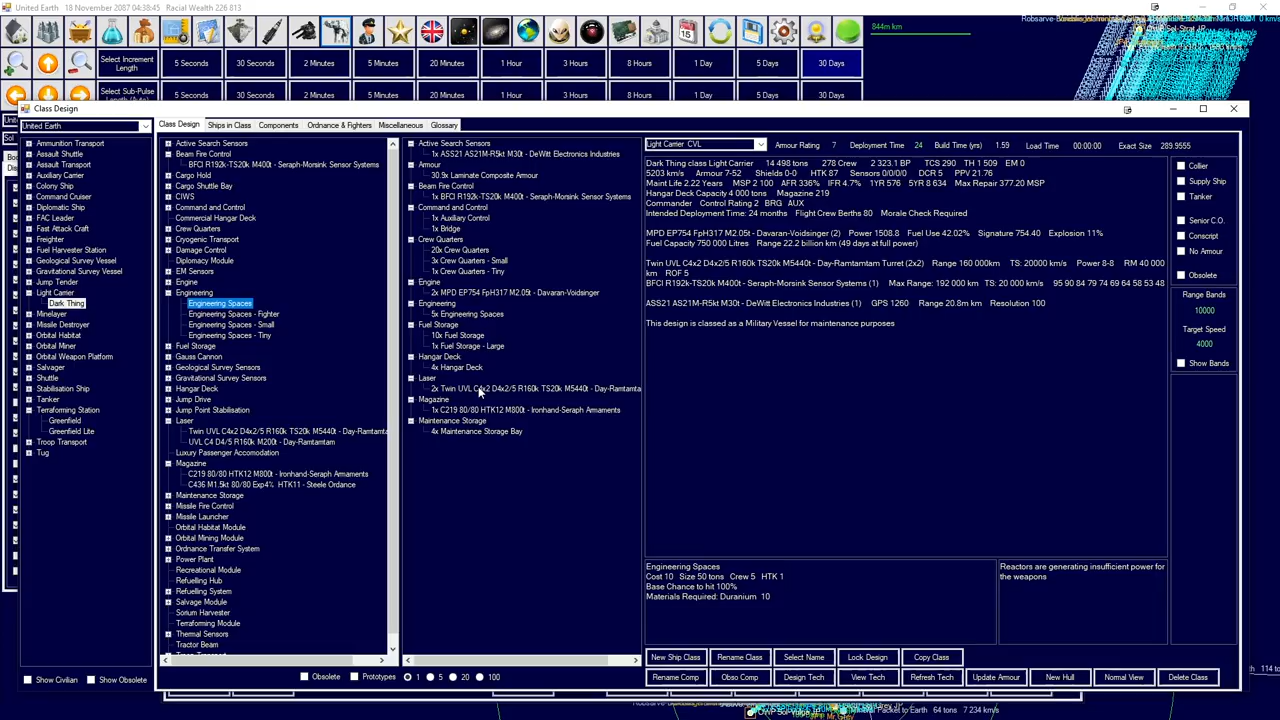 United Earth   18 November 2087 04:38:45   Racial Wealth 226 813
844m km
Select Increment Length
5 Seconds
30 Seconds
2 Minutes
5 Minutes
20 Minutes
1 Hour
3 Hours
8 Hours
1 Day
5 Days
30 Days
Select Sub-Pulse
5 Seconds
30 Seconds
2 Minutes
5 Minutes
20 Minutes
1 Hour
3 Hours
8 Hours
1 Day
5 Days
30 Days
Class Design
United Earth
Ammunition Transport
Assault Shuttle
Assault Transport
Auxiliary Carrier
Colony Ship
Command Cruiser
Diplomatic Ship
FAC Leader
Fast Attack Craft
Freighter
Fuel Harvester Station
Geological Survey Vessel
Gravitational Survey Vessel
Jump Tender
Light Carrier
Dark Thing
Minelayer
Missile Destroyer
Orbital Habitat
Orbital Miner
Orbital Weapon Platform
Salvager
Shuttle
Stabilisation Ship
Tanker
Terraforming Station
Greenfield
Greenfield Lite
Troop Transport
Tug
Show Civilian
Show Obsolete
Class Design
Ships in Class
Components
Ordnance & Fighters
Miscellaneous
Glossary
Active Search Sensors
Beam Fire Control
BFCI R192k-TS20k M400t - Seraph-Morsink Sensor Systems
Cargo Hold
Cargo Shuttle Bay
CIWS
Command and Control
Commercial Hangar Deck
Crew Quarters
Cryogenic Transport
Damage Control
Diplomacy Module
EM Sensors
Engine
Engineering
Engineering Spaces
Engineering Spaces - Fighter
Engineering Spaces - Small
Engineering Spaces - Tiny
Fuel Storage
Gauss Cannon
Geological Survey Sensors
Gravitational Survey Sensors
Hangar Deck
Jump Drive
Jump Point Stabilisation
Laser
Twin UVL C4x2 D4x2/5 R160k TS20k M5440t - Day-Ramtamta
UVL C4 D4/5 R160k M200t - Day-Ramtamtam
Luxury Passenger Accomodation
Magazine
C219 80/80 HTK12 M800t - Ironhand-Seraph Armaments
C436 M1.5kt 80/80 Exp4% HTK11 - Steele Ordance
Maintenance Storage
Missile Fire Control
Missile Launcher
Orbital Habitat Module
Orbital Mining Module
Ordnance Transfer System
Power Plant
Recreational Module
Refuelling Hub
Refuelling System
Salvage Module
Sorium Harvester
Terraforming Module
Thermal Sensors
Tractor Beam
Obsolete
Prototypes
1
5
20
100
Active Search Sensors
1x ASS21 AS21M-R5kt M30t - DeWitt Electronics Industries
Armour
30.9x Laminate Composite Armour
Beam Fire Control
1x BFCI R192k-TS20k M400t - Seraph-Morsink Sensor Systems
Command and Control
1x Auxiliary Control
1x Bridge
Crew Quarters
20x Crew Quarters
3x Crew Quarters - Small
1x Crew Quarters - Tiny
Engine
2x MPD EP754 FpH317 M2.05t - Davaran-Voidsinger
Engineering
5x Engineering Spaces
Fuel Storage
10x Fuel Storage
1x Fuel Storage - Large
Hangar Deck
4x Hangar Deck
Laser
2x Twin UVL C4x2 D4x2/5 R160k TS20k M5440t - Day-Ramtamta
Magazine
1x C219 80/80 HTK12 M800t - Ironhand-Seraph Armaments
Maintenance Storage
4x Maintenance Storage Bay
Light Carrier CVL
Armour Rating   7
Deployment Time   24
Build Time (yrs)   1.59
Load Time   00:00:00
Exact Size   289.9555
Dark Thing class Light Carrier   14 498 tons   278 Crew   2 323.1 BP   TCS 290   TH 1 509   EM 0
5203 km/s   Armour 7-52   Shields 0-0   HTK 87   Sensors 0/0/0/0   DCR 5   PPV 21.76
Maint Life 2.22 Years   MSP 2 100   AFR 336%   IFR 4.7%   1YR 576   5YR 8 634   Max Repair 377.20 MSP
Hangar Deck Capacity 4 000 tons   Magazine 219
Commander   Control Rating 2   BRG   AUX
Intended Deployment Time: 24 months   Flight Crew Berths 80   Morale Check Required
MPD EP754 FpH317 M2.05t - Davaran-Voidsinger (2)   Power 1508.8   Fuel Use 42.02%   Signature 754.40   Explosion 11%
Fuel Capacity 750 000 Litres   Range 22.2 billion km (49 days at full power)
Twin UVL C4x2 D4x2/5 R160k TS20k M5440t - Day-Ramtamtam Turret (2x2)   Range 160 000km   TS: 20000 km/s   Power 8-8   RM 40 000
km   ROF 5
BFCI R192k-TS20k M400t - Seraph-Morsink Sensor Systems (1)   Max Range: 192 000 km   TS: 20 000 km/s   95 90 84 79 74 69 64 58 53 48
ASS21 AS21M-R5kt M30t - DeWitt Electronics Industries (1)   GPS 1260   Range 20.8m km   Resolution 100
This design is classed as a Military Vessel for maintenance purposes
Collier
Supply Ship
Tanker
Senior C.O.
Conscript
No Armour
Obsolete
Range Bands
10000
Target Speed
4000
Show Bands
Engineering Spaces
Cost 10   Size 50 tons   Crew 5   HTK 1
Base Chance to hit 100%
Materials Required: Duranium   10
Reactors are generating insufficient power for
the weapons
New Ship Class
Rename Class
Select Name
Lock Design
Copy Class
Rename Comp
Obso Comp
Design Tech
View Tech
Refresh Tech
Update Armour
New Hull
Normal View
Delete Class